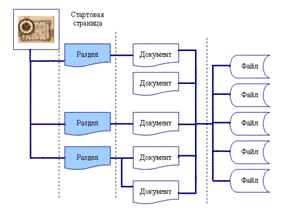 Стартовая
страница
Раздел
Документ
Документ
Раздел
Документ
Раздел
Документ
Документ
Файл
Файл
Файл
Файл
Файл